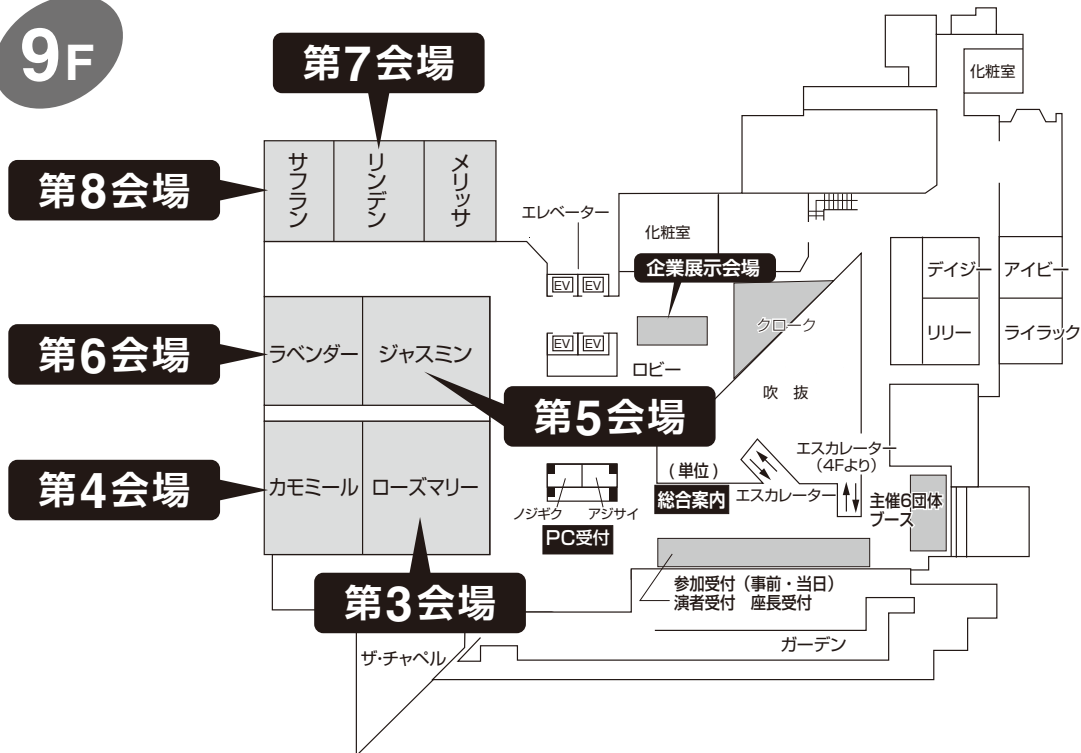 9F
第7会場
化粧室
第8会場
サフラン
リンデン
メリッサ
エレベーター
化粧室
企業展示会場
EV EV
デイジー
アイビー
クローク
リリー
ライラック
第6会場
ラベンダー
ジャスミン
EV EV
ロビー
吹 抜
第5会場
エスカレーター
(4Fより)
第4会場
カモミール
ローズマリー
(単位)
総合案内
エスカレーター
主催6団体
ブース
ノジギク
アジサイ
PC受付
第3会場
参加受付(事前・当日)
演者受付 座長受付
ザ・チャペル
ガーデン